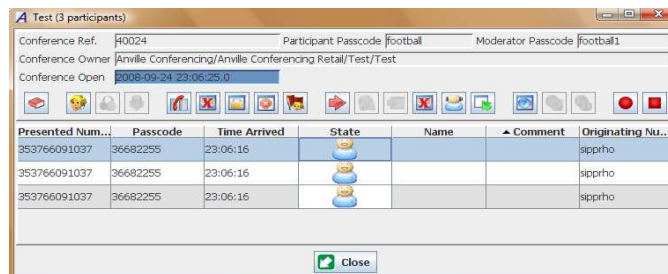 Test (3 participants)
Conference Ref. 40024 Participant Passcode football Moderator Passcode football1
Conference Owner Anville Conferencing/Anville Conferencing Retail/Test/Test
Conference Open 2008-09-24 23:06:25.0
Presented Num... Passcode Time Arrived State Name Comment Originating Nu...
353766091037 36682255 23:06:16 sipprho
353766091037 36682255 23:06:16 sipprho
353766091037 36682255 23:06:16 sipprho
Close